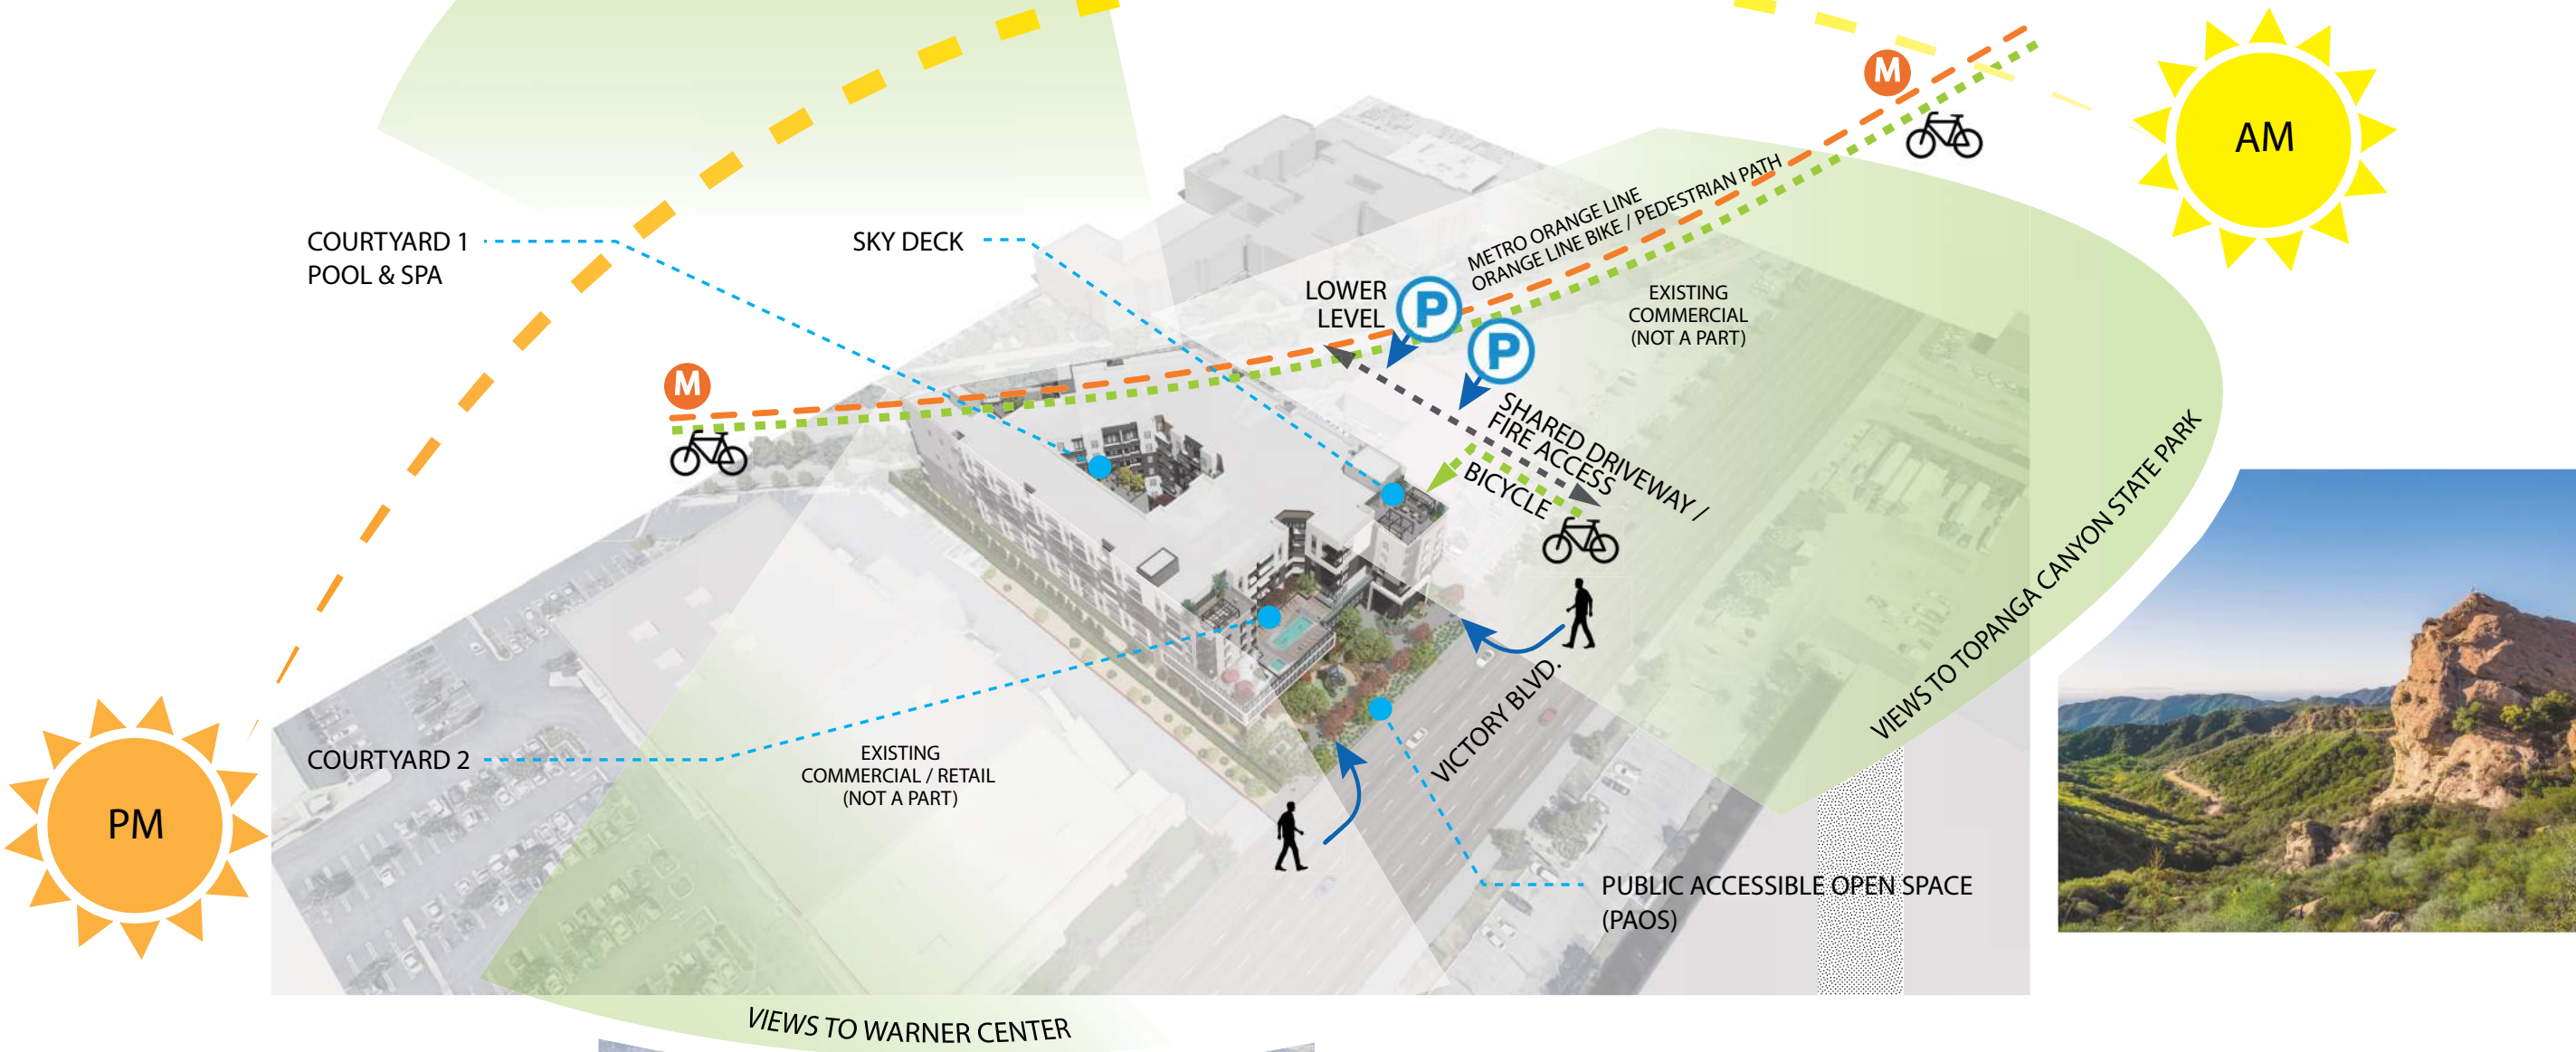 M
AM
COURTYARD 1
POOL & SPA
SKY DECK
METRO ORANGE LINE
ORANGE LINE BIKE / PEDESTRIAN PATH
LOWER
LEVEL
P
P
EXISTING
COMMERCIAL
(NOT A PART)
M
SHARED DRIVEWAY /
FIRE ACCESS
BICYCLE
VIEWS TO TOPANGA CANYON STATE PARK
VICTORY BLVD.
COURTYARD 2
EXISTING
COMMERCIAL / RETAIL
(NOT A PART)
PM
PUBLIC ACCESSIBLE OPEN SPACE
(PAOS)
VIEWS TO WARNER CENTER